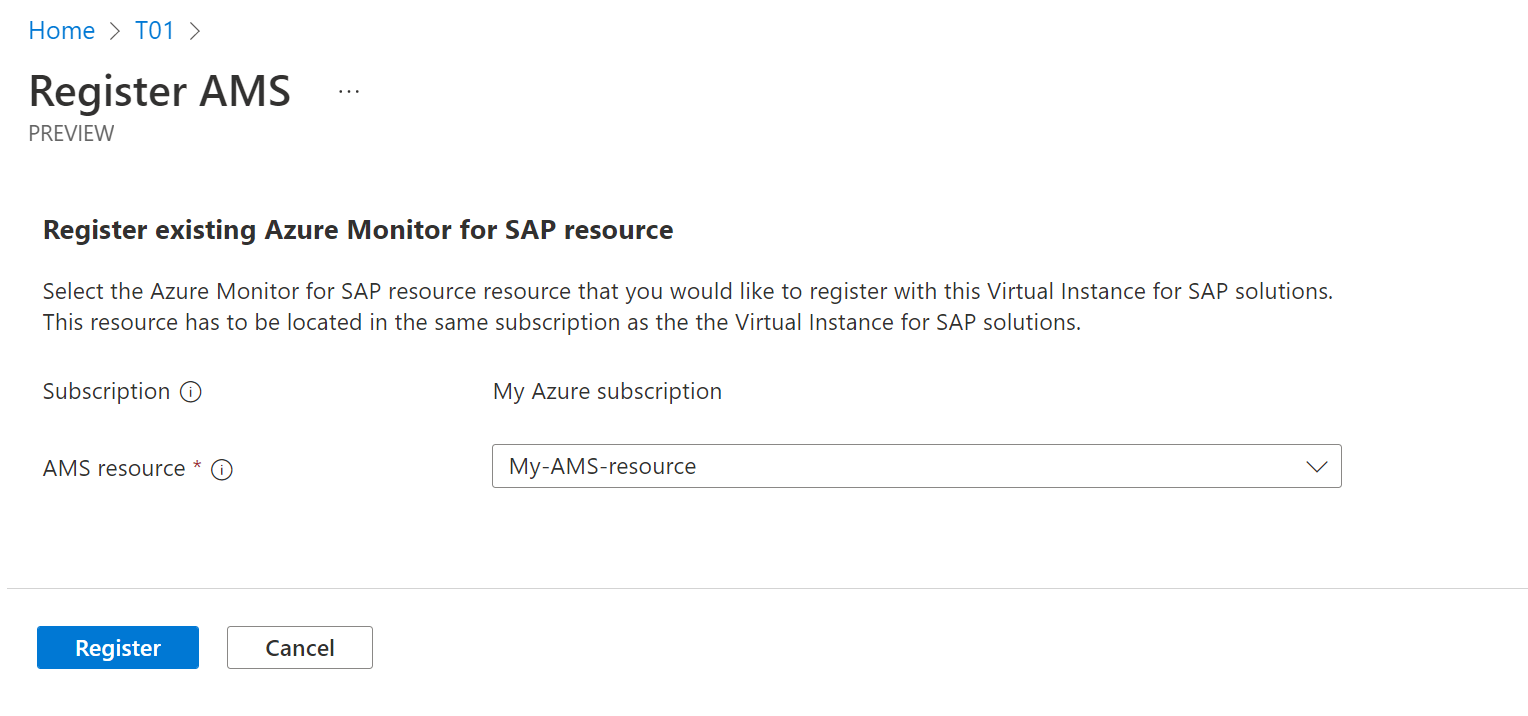 Home > T01 >
Register AMS ...
PREVIEW
Register existing Azure Monitor for SAP resource
Select the Azure Monitor for SAP resource resource that you would like to register with this Virtual Instance for SAP solutions.
This resource has to be located in the same subscription as the the Virtual Instance for SAP solutions.
Subscription My Azure subscription
AMS resource * My-AMS-resource
Register Cancel